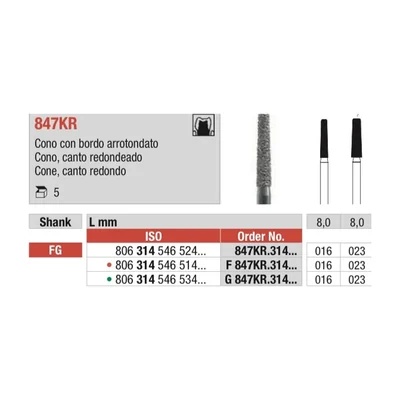 847KR
Cono con bordo arrotondato
Cono, canto redondeado
Cone, canto redondo
5
Shank L mm 8,0 8,0
ISO Order No.
FG 806 314 546 524... 847KR.314... 016 023
806 314 546 514... F 847KR.314... 016 023
806 314 546 534... G 847KR.314... 016 023